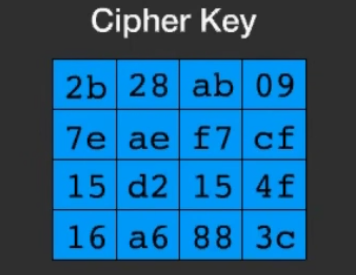 Cipher Key
2b 28 ab 09
7e ae f7 cf
15 d2 15 4f
16 a6 88 3c